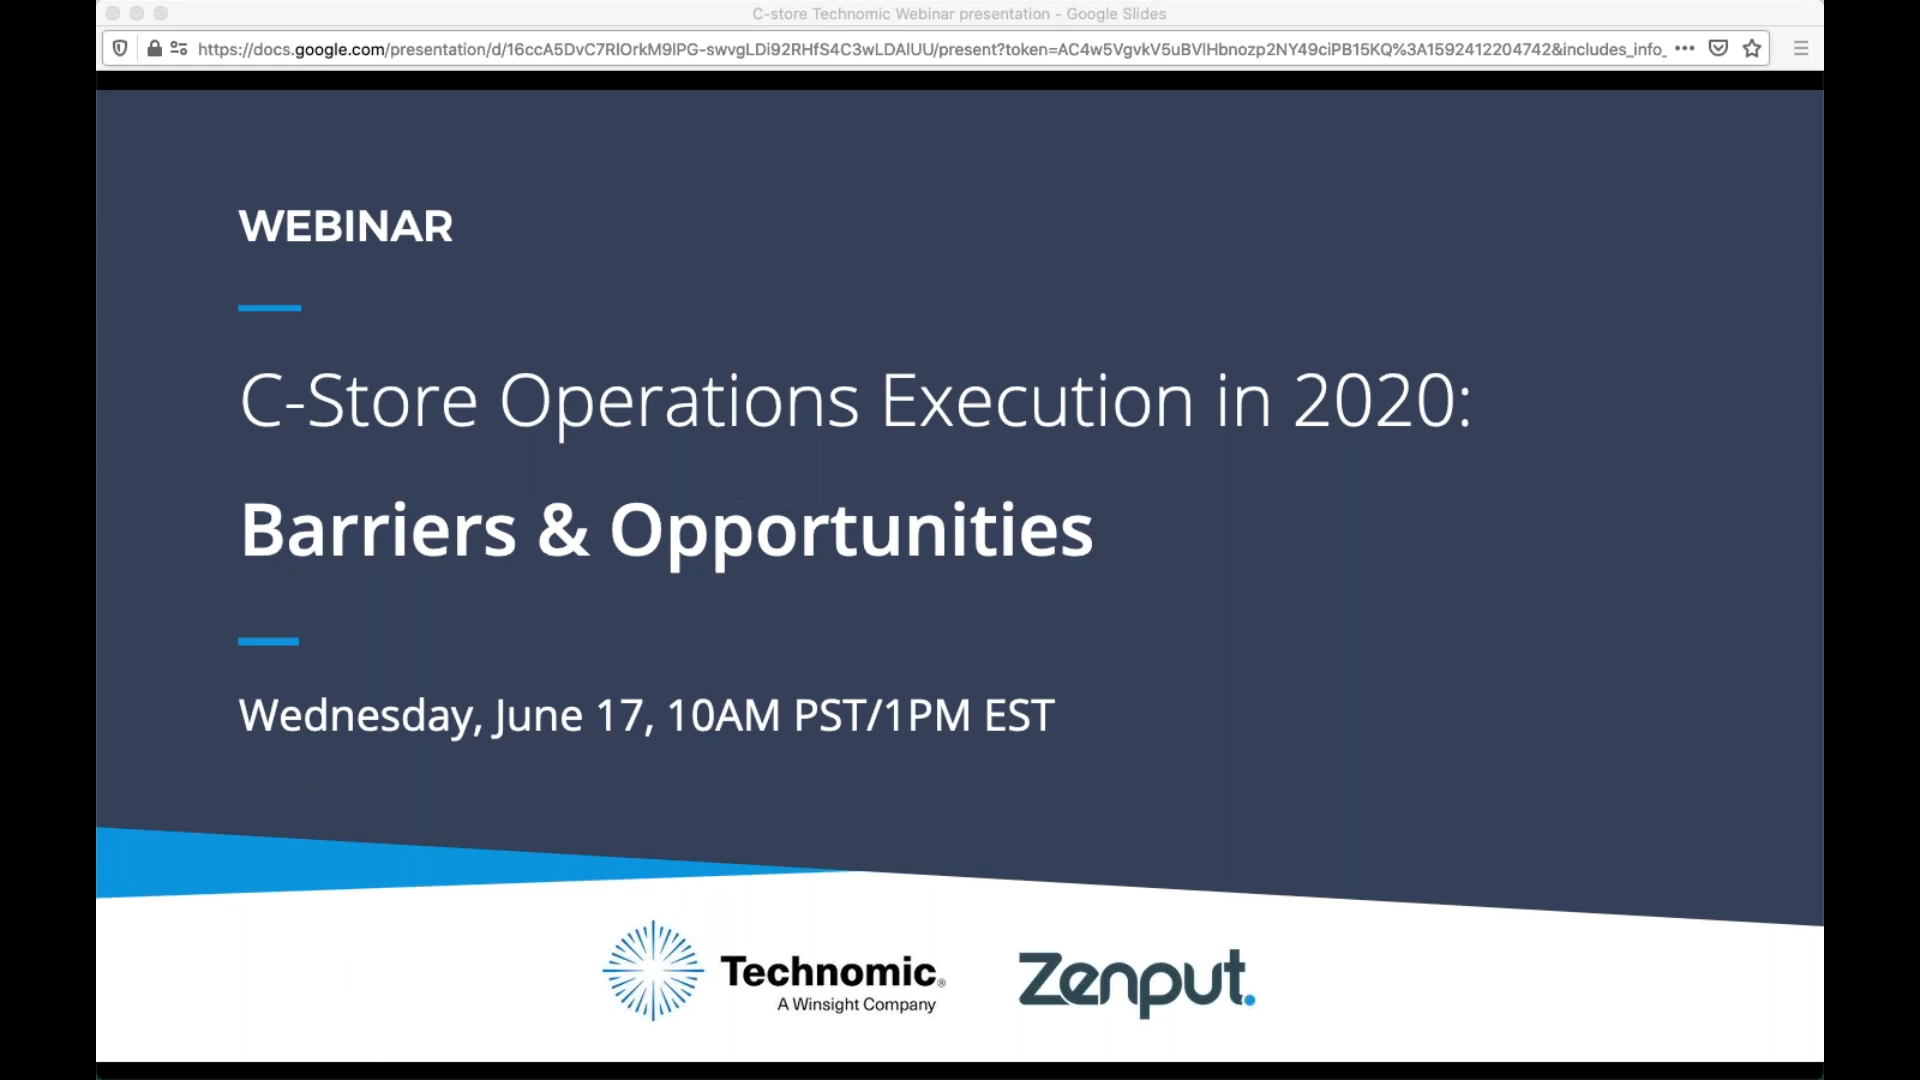 C-store Technomic Webinar presentation - Google Slides
https://docs.google.com/presentation/d/16ccA5DvC7RlOrkM9lPG-swvgLDi92RHfS4C3wLDAlUU/present?token=AC4w5VgvkV5uBVlHbnozp2NY49ciPB15KQ%3A1592412204742&includes_info_
WEBINAR
C-Store Operations Execution in 2020:
Barriers & Opportunities
Wednesday, June 17, 10AM PST/1PM EST
Technomic®
A Winsight Company
Zenput.